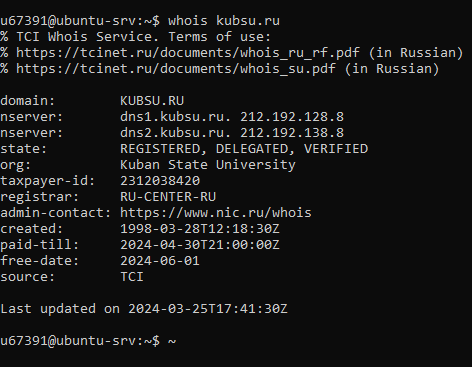 u67391@ubuntu-srv:~$ whois kubsu.ru
% TCI Whois Service. Terms of use:
% https://tcinet.ru/documents/whois_ru_rf.pdf (in Russian)
% https://tcinet.ru/documents/whois_su.pdf (in Russian)

domain:        KUBSU.RU
nserver:       dns1.kubsu.ru. 212.192.128.8
nserver:       dns2.kubsu.ru. 212.192.138.8
state:         REGISTERED, DELEGATED, VERIFIED
org:           Kuban State University
taxpayer-id:   2312038420
registrar:     RU-CENTER-RU
admin-contact: https://www.nic.ru/whois
created:       1998-03-28T12:18:30Z
paid-till:     2024-04-30T21:00:00Z
free-date:     2024-06-01
source:        TCI

Last updated on 2024-03-25T17:41:30Z

u67391@ubuntu-srv:~$ ~